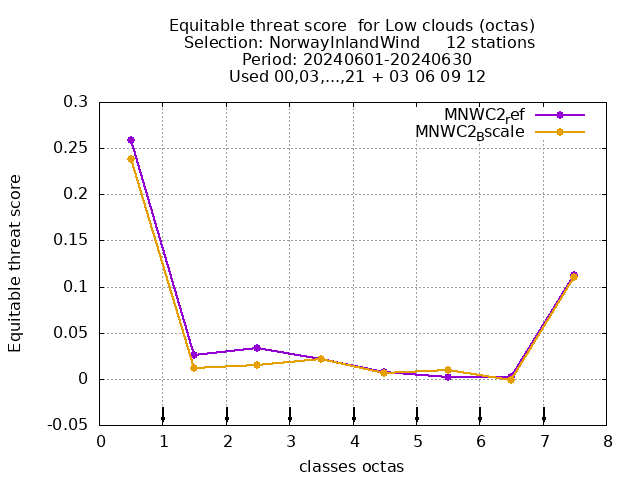 Equitable threat score  for Low clouds (octas)
Selection: NorwayInlandWind     12 stations
Period: 20240601-20240630
Used 00,03,...,21 + 03 06 09 12
MNWC2ref
MNWC2Bscale
Equitable threat score
0.3
0.25
0.2
0.15
0.1
0.05
0
-0.05
0 1 2 3 4 5 6 7 8
classes octas